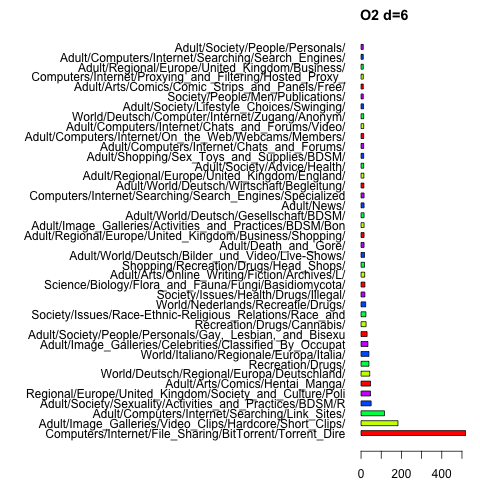 O2 d=6
Adult/Society/People/Personals/
Adult/Computers/Internet/Searching/Search_Engines/
Adult/Regional/Europe/United_Kingdom/Business/
Computers/Internet/Proxying_and_Filtering/Hosted_Proxy_
Adult/Arts/Comics/Comic_Strips_and_Panels/Free/
Society/People/Men/Publications/
Adult/Society/Lifestyle_Choices/Swinging/
World/Deutsch/Computer/Internet/Zugang/Anonym/
Adult/Computers/Internet/Chats_and_Forums/Video/
Adult/Computers/Internet/On_the_Web/Webcams/Members/
Adult/Computers/Internet/Chats_and_Forums/
Adult/Shopping/Sex_Toys_and_Supplies/BDSM/
Adult/Society/Advice/Health/
Adult/Regional/Europe/United_Kingdom/England/
Adult/World/Deutsch/Wirtschaft/Begleitung/
Computers/Internet/Searching/Search_Engines/Specialized
Adult/News/
Adult/World/Deutsch/Gesellschaft/BDSM/
Adult/Image_Galleries/Activities_and_Practices/BDSM/Bon
Adult/Regional/Europe/United_Kingdom/Business/Shopping/
Adult/Death_and_Gore/
Adult/World/Deutsch/Bilder_und_Video/Live-Shows/
Shopping/Recreation/Drugs/Head_Shops/
Adult/Arts/Online_Writing/Fiction/Archives/L/
Science/Biology/Flora_and_Fauna/Fungi/Basidiomycota/
Society/Issues/Health/Drugs/Illegal/
World/Nederlands/Recreatie/Drugs/
Society/Issues/Race-Ethnic-Religious_Relations/Race_and
Recreation/Drugs/Cannabis/
Adult/Society/People/Personals/Gay,_Lesbian,_and_Bisexu
Adult/Image_Galleries/Celebrities/Classified_By_Occupat
World/Italiano/Regionale/Europa/Italia/
Recreation/Drugs/
World/Deutsch/Regional/Europa/Deutschland/
Adult/Arts/Comics/Hentai_Manga/
Regional/Europe/United_Kingdom/Society_and_Culture/Poli
Adult/Society/Sexuality/Activities_and_Practices/BDSM/R
Adult/Computers/Internet/Searching/Link_Sites/
Adult/Image_Galleries/Video_Clips/Hardcore/Short_Clips/
Computers/Internet/File_Sharing/BitTorrent/Torrent_Dire
0 200 400